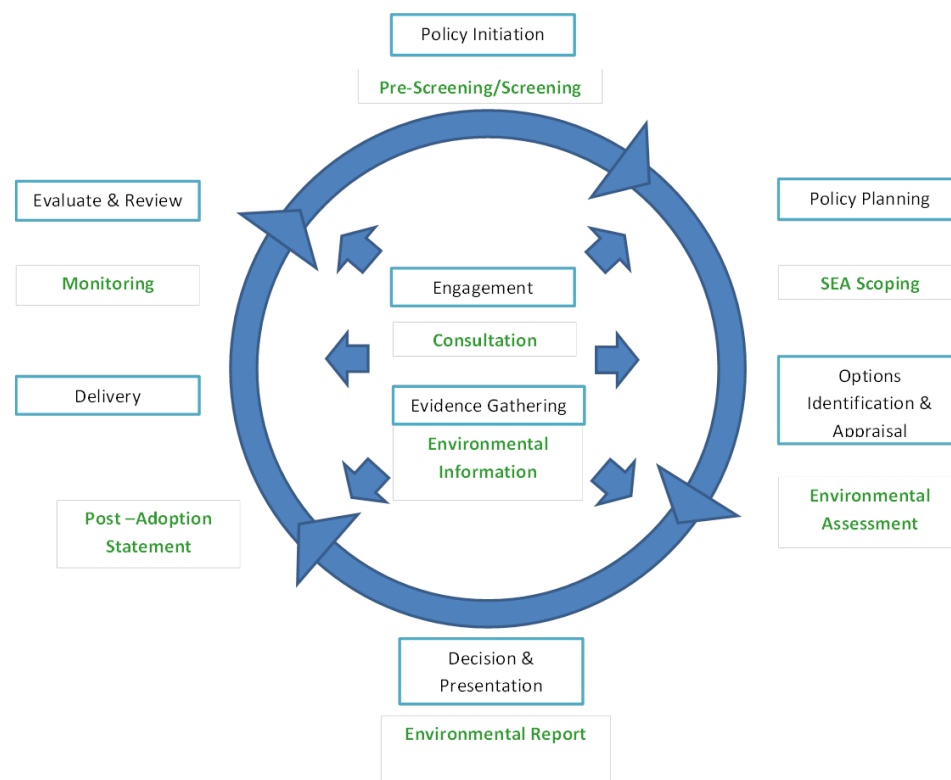 Policy Initiation
Pre-Screening/Screening
Evaluate & Review
Policy Planning
Monitoring
Engagement
SEA Scoping
Consultation
Delivery
Evidence Gathering
Options
Identification &
Appraisal
Environmental
Information
Post –Adoption
Statement
Environmental
Assessment
Decision &
Presentation
Environmental Report